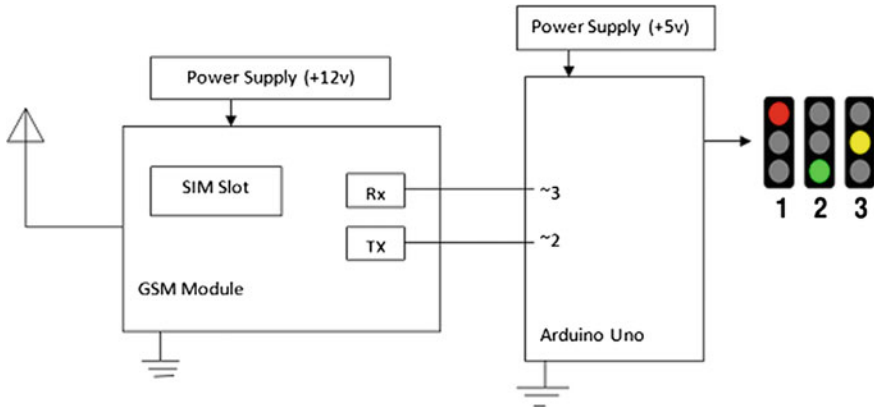 Power Supply (+5v)
Power Supply (+12v)
SIM Slot
Rx
TX
GSM Module
~3
~2
Arduino Uno
1 2 3